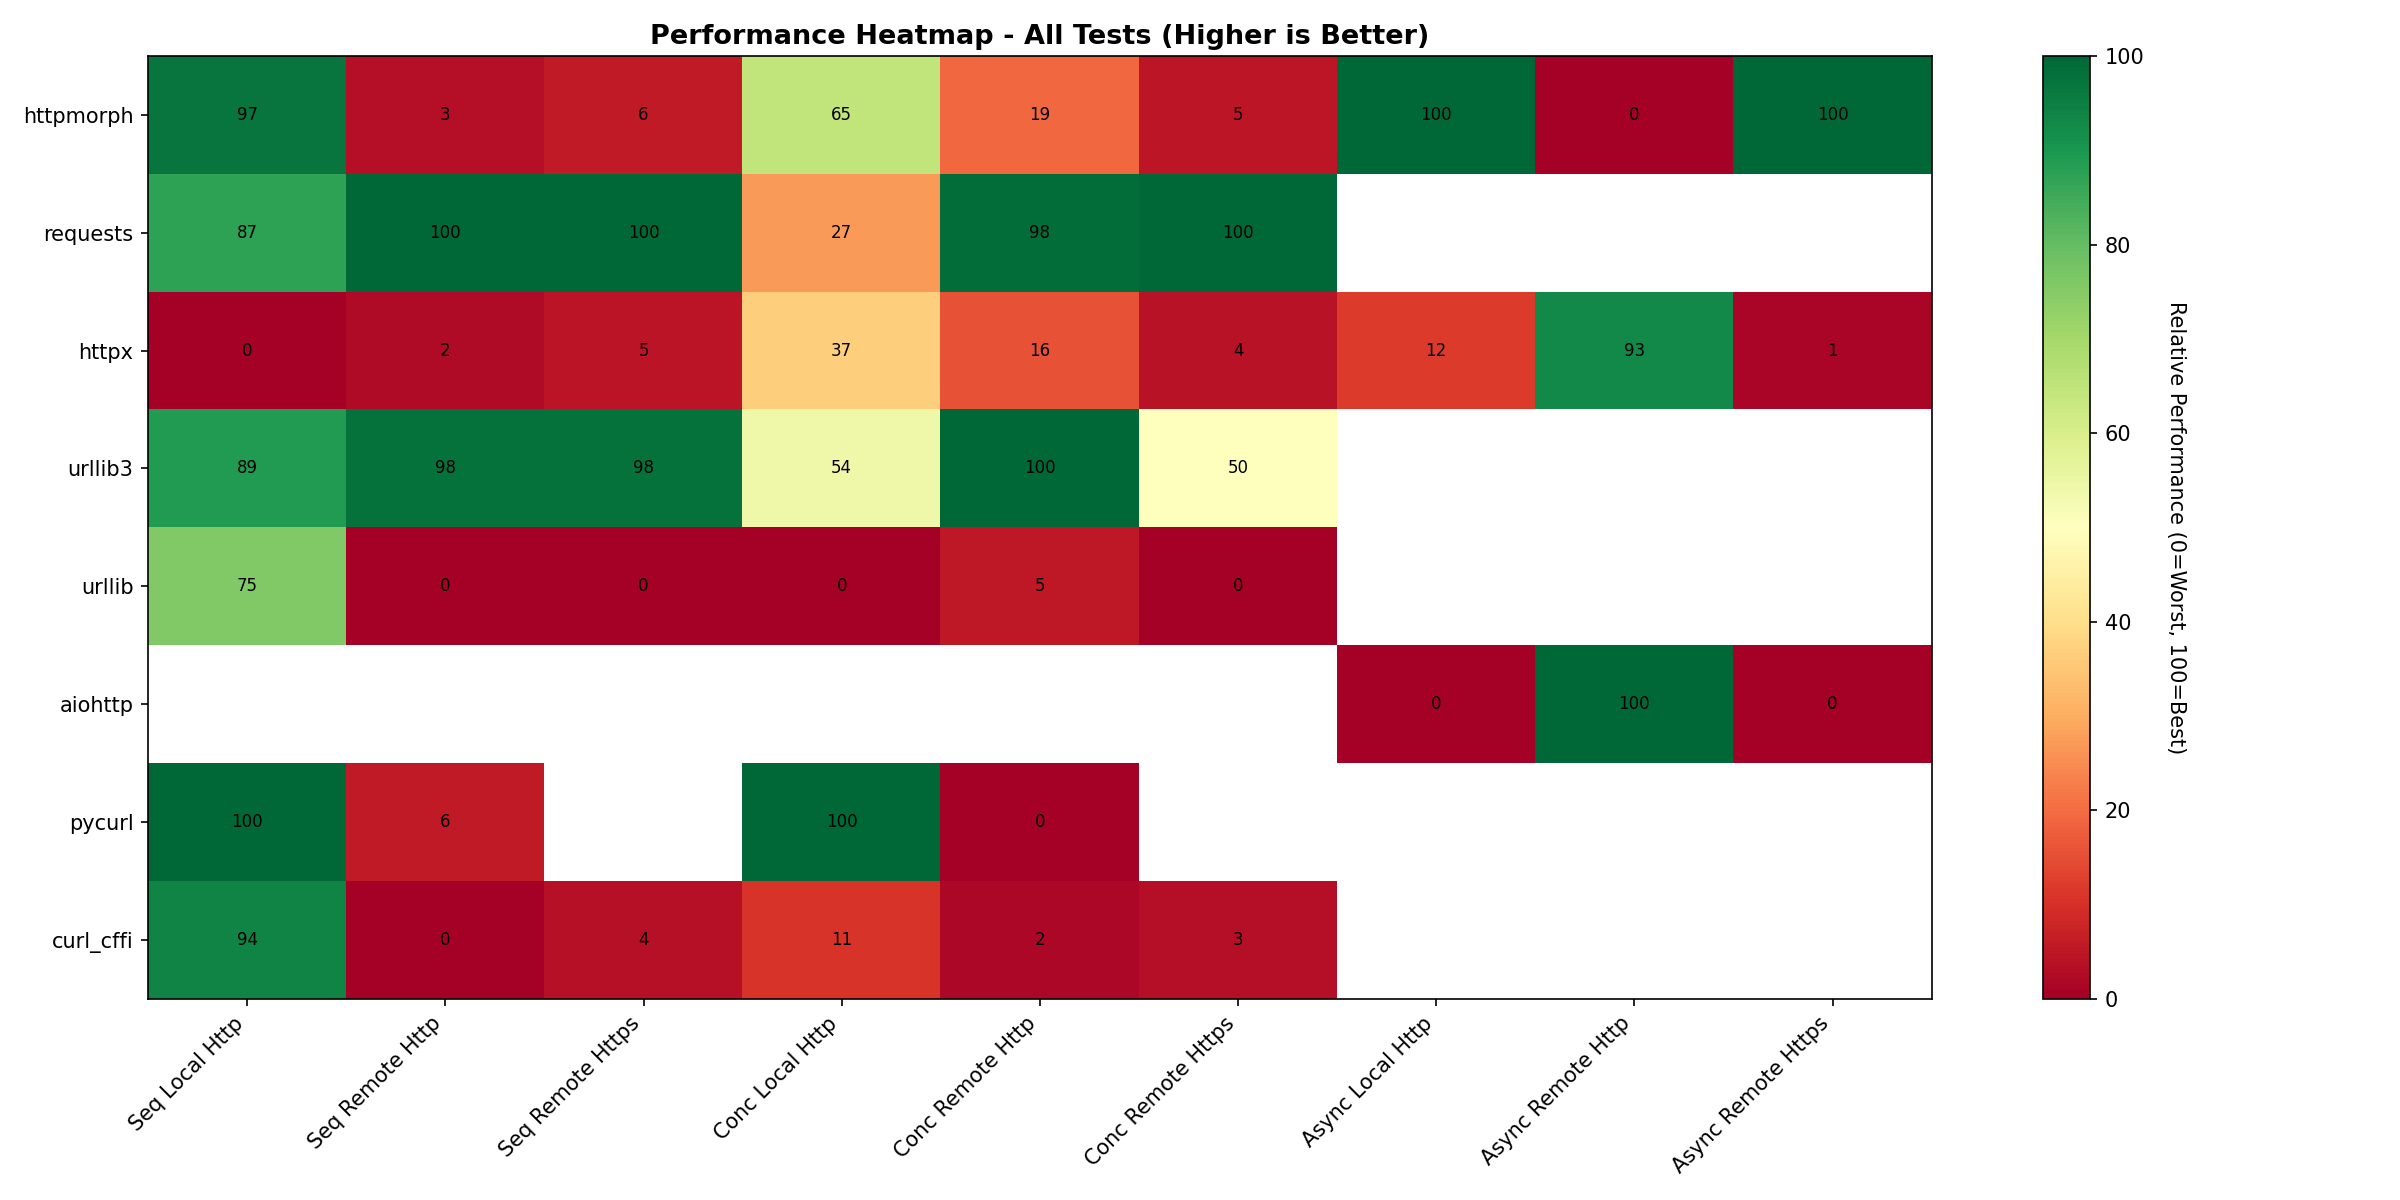 Performance Heatmap - All Tests (Higher is Better)
httpmorph 97 3 6 65 19 5 100 0 100
requests 87 100 100 27 98 100
httpx 0 2 5 37 16 4 12 93 1
urllib3 89 98 98 54 100 50
urllib 75 0 0 0 5 0
aiohttp 0 100 0
pycurl 100 6 100 0
curl_cffi 94 0 4 11 2 3
Seq Local Http
Seq Remote Http
Seq Remote Https
Conc Local Http
Conc Remote Http
Conc Remote Https
Async Local Http
Async Remote Http
Async Remote Https
100
80
60
40
20
0
Relative Performance (0=Worst, 100=Best)